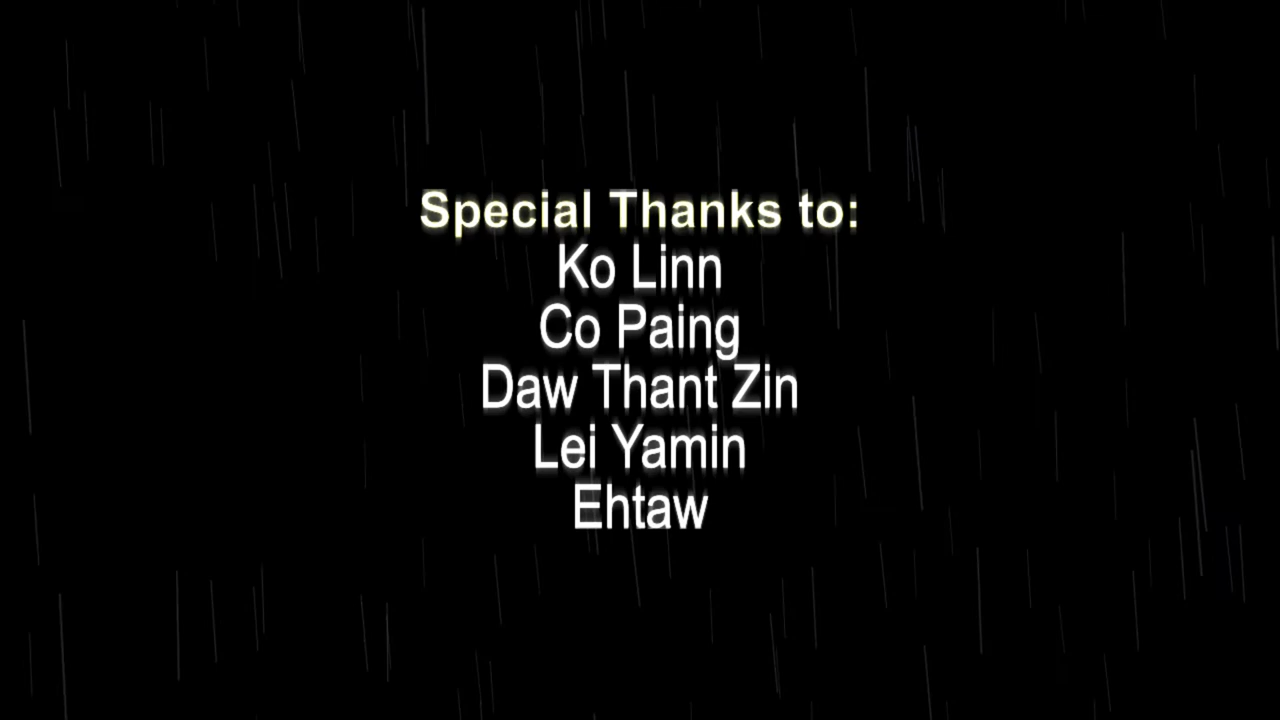 Special Thanks to:
Ko Linn
Co Paing
Daw Thant Zin
Lei Yamin
Ehtaw